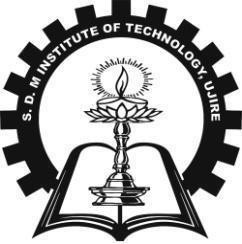 S. D. M INSTITUTE OF TECHNOLOGY, UJIRE